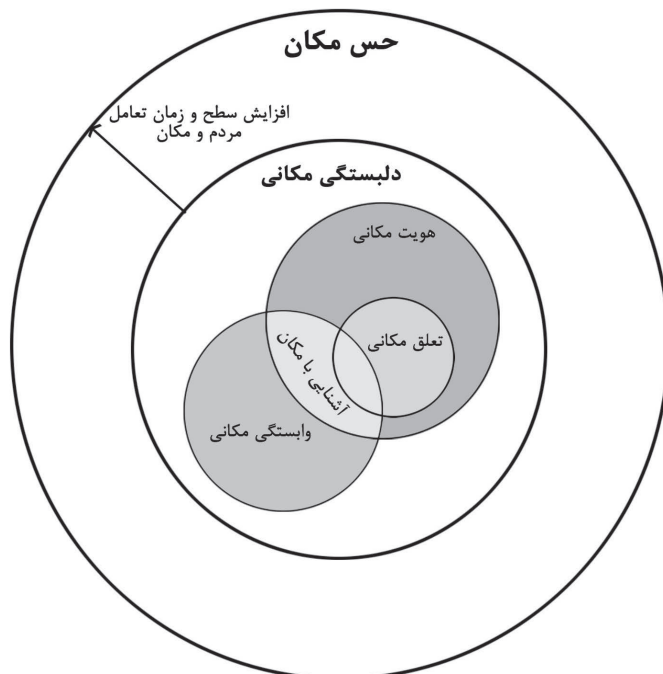 حس مکان
افزایش سطح و زمان تعامل
مردم و مکان
دلبستگی مکانی
هویت مکانی
تعلق مکانی
آشنایی با مکان
وابستگی مکانی